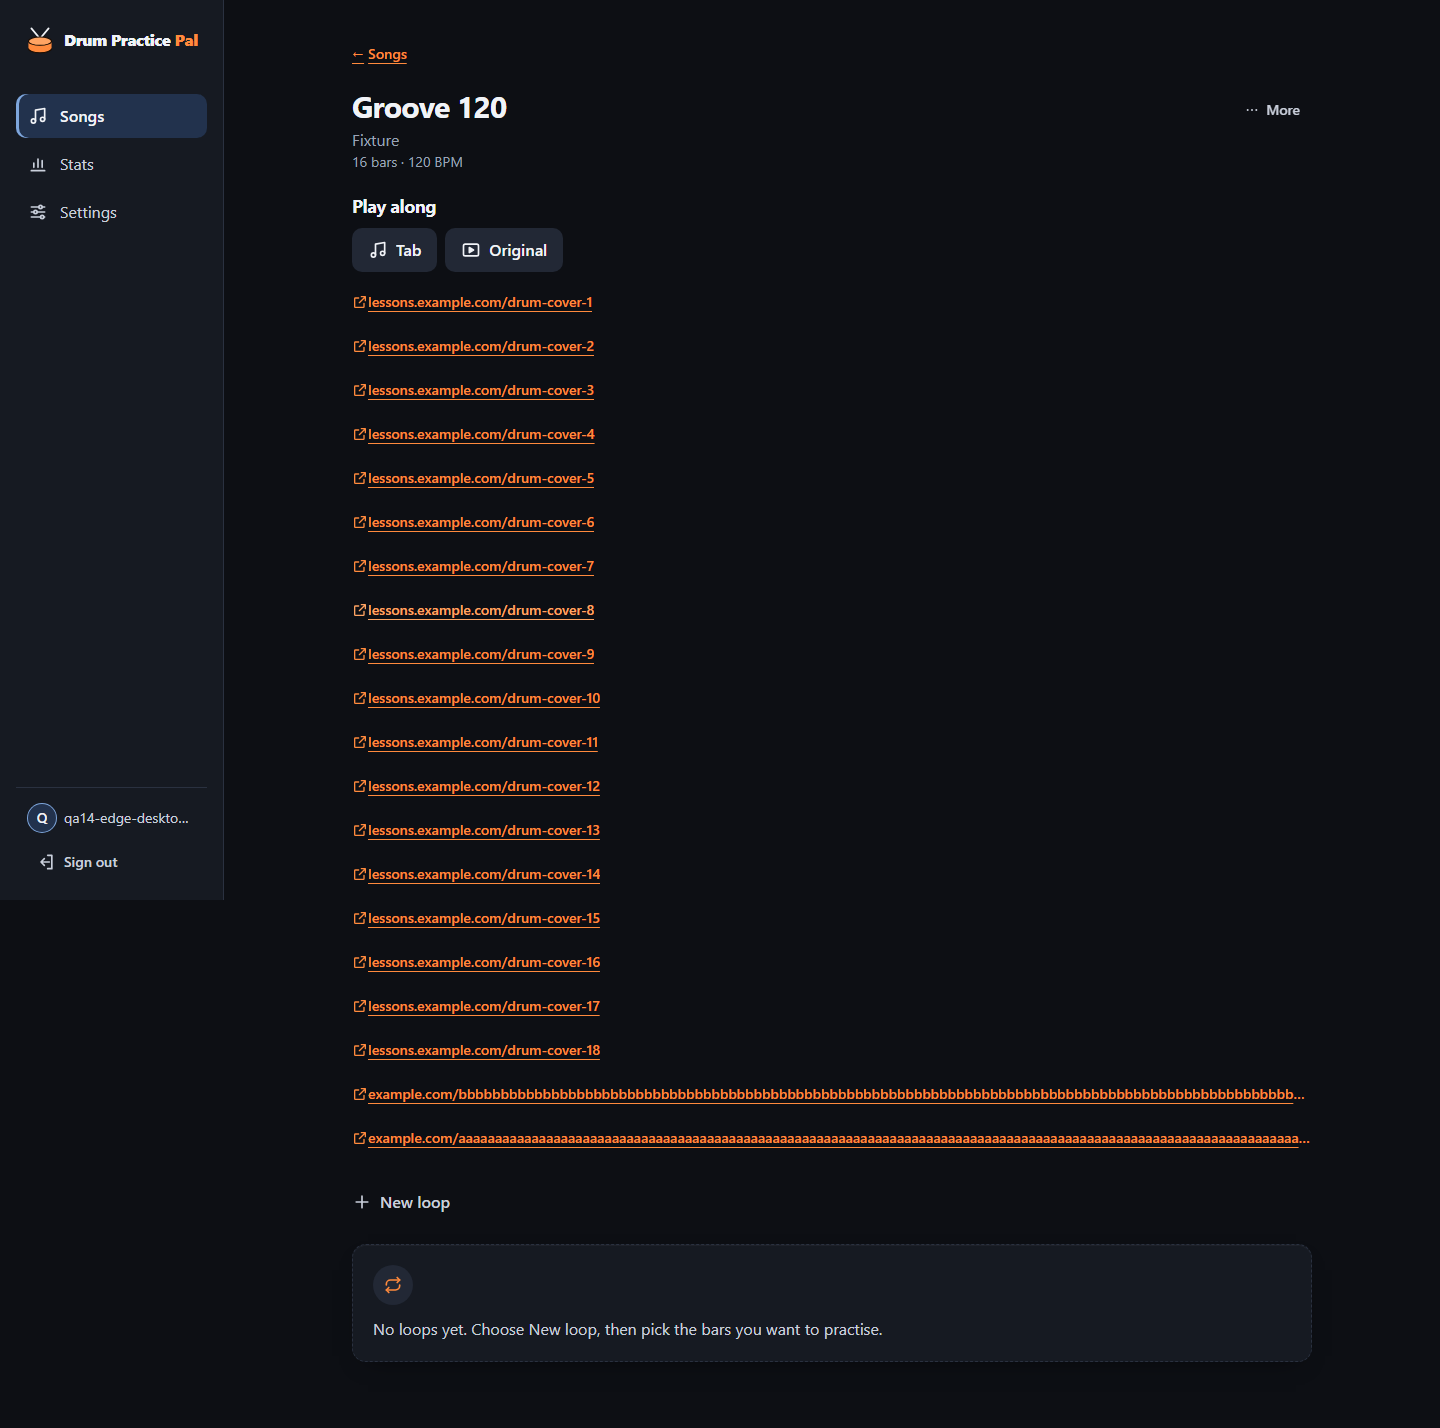 Drum Practice Pal
Songs
Stats
Settings
qa14-edge-deskto...
Q
Sign out
← Songs
Groove 120
··· More
Fixture
16 bars · 120 BPM
Play along
Tab
Original
lessons.example.com/drum-cover-1
lessons.example.com/drum-cover-2
lessons.example.com/drum-cover-3
lessons.example.com/drum-cover-4
lessons.example.com/drum-cover-5
lessons.example.com/drum-cover-6
lessons.example.com/drum-cover-7
lessons.example.com/drum-cover-8
lessons.example.com/drum-cover-9
lessons.example.com/drum-cover-10
lessons.example.com/drum-cover-11
lessons.example.com/drum-cover-12
lessons.example.com/drum-cover-13
lessons.example.com/drum-cover-14
lessons.example.com/drum-cover-15
lessons.example.com/drum-cover-16
lessons.example.com/drum-cover-17
lessons.example.com/drum-cover-18
New loop
No loops yet. Choose New loop, then pick the bars you want to practise.